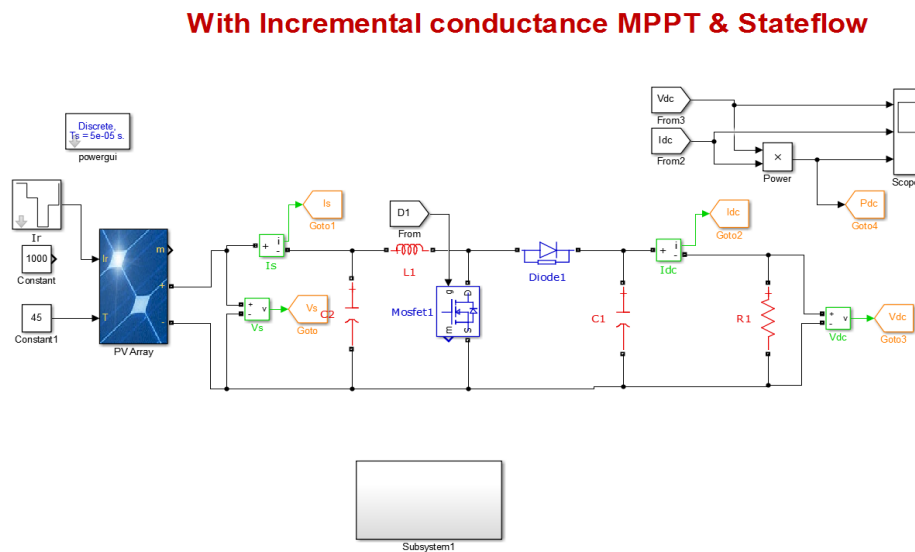 With Incremental conductance MPPT & Stateflow
Discrete,
Ts = 5e-05 s.
powergui
Vdc
From3
Idc
From2
×
Power
Scope
Pdc
Goto4
Ir
1000
Constant
45
Constant1
Ir
T
m
+
-
PV Array
Is
Goto1
+
i
-
Is
+
-
v
Vs
Vs
Goto
+
C2
D1
From
L1
Mosfet1
g
D
S
m
Diode1
+
C1
Idc
Goto2
+
i
-
Idc
+
R1
+
-
v
Vdc
Vdc
Goto3
Subsystem1